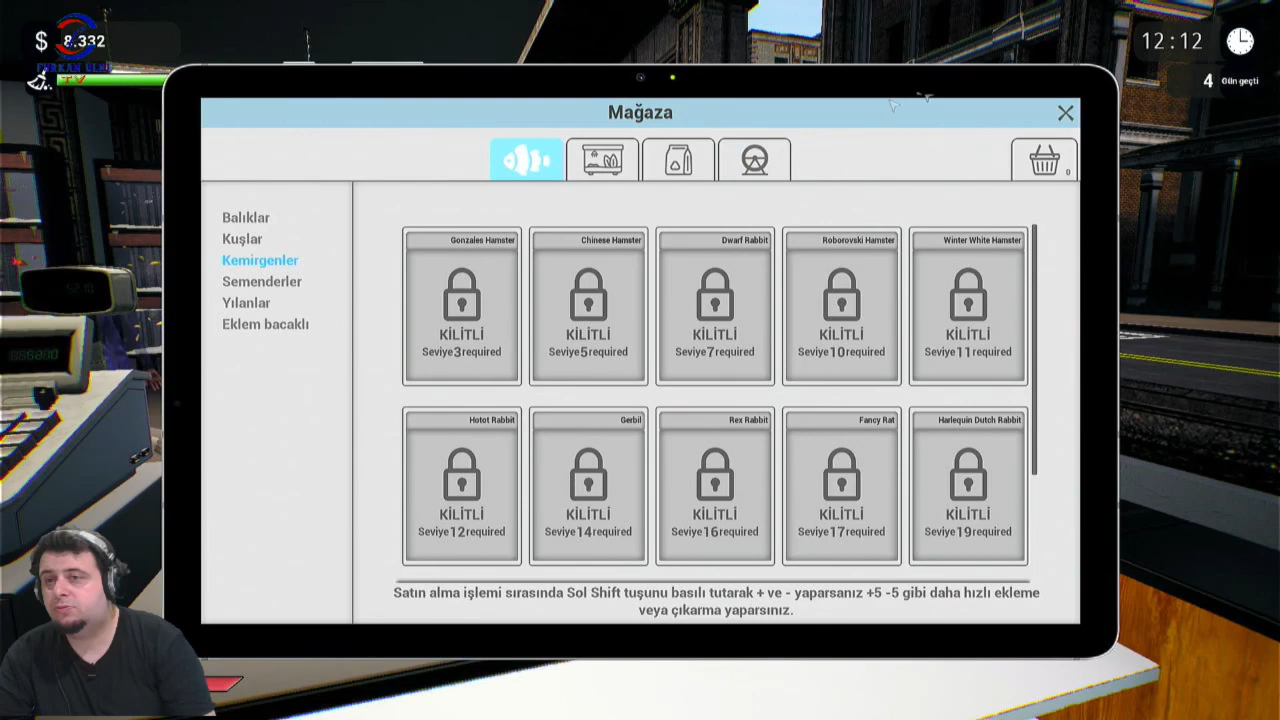 $ 8.332
FURKAN ÜLKÜ
TV
12:12
4 Gün geçti
Mağaza
0
Balıklar
Kuşlar
Kemirgenler
Semenderler
Yılanlar
Eklem bacaklı
Gonzales Hamster
KİLİTLİ
Seviye3required
Chinese Hamster
KİLİTLİ
Seviye5required
Dwarf Rabbit
KİLİTLİ
Seviye7required
Roborovski Hamster
KİLİTLİ
Seviye10required
Winter White Hamster
KİLİTLİ
Seviye11required
Hotot Rabbit
KİLİTLİ
Seviye12required
Gerbil
KİLİTLİ
Seviye14required
Rex Rabbit
KİLİTLİ
Seviye16required
Fancy Rat
KİLİTLİ
Seviye17required
Harlequin Dutch Rabbit
KİLİTLİ
Seviye19required
Satın alma işlemi sırasında Sol Shift tuşunu basılı tutarak + ve - yaparsanız +5 -5 gibi daha hızlı ekleme
veya çıkarma yaparsınız.